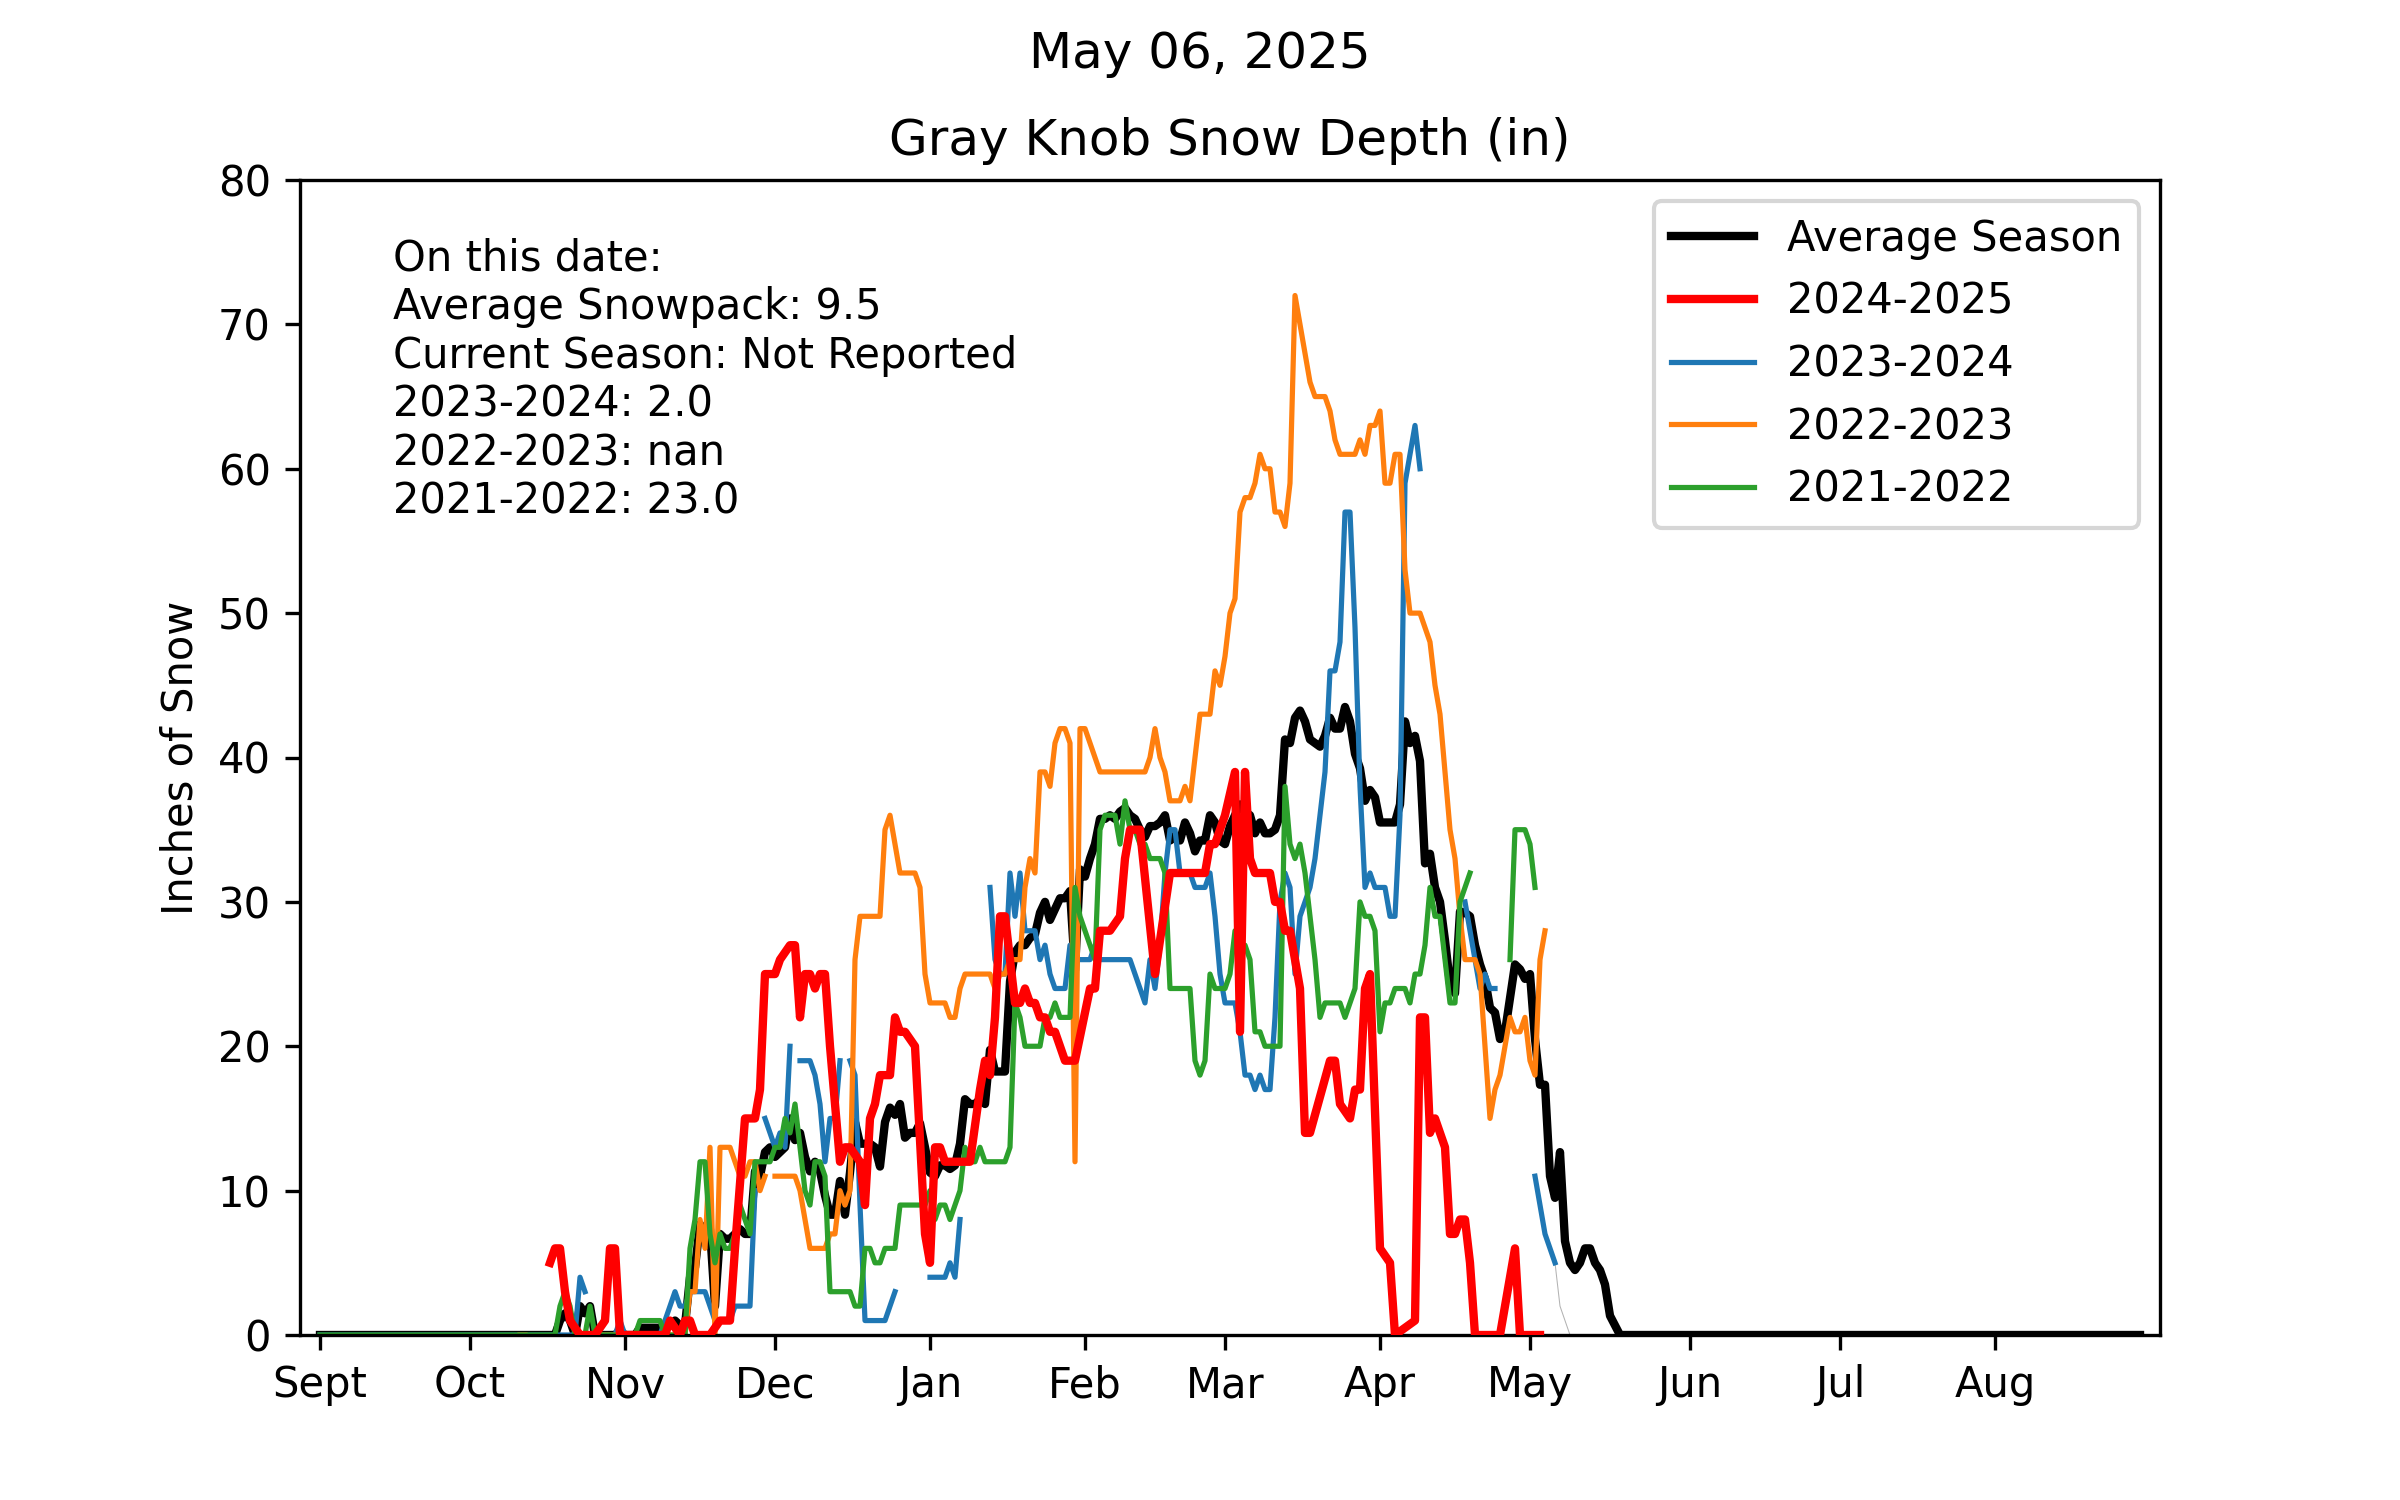 May 06, 2025
Gray Knob Snow Depth (in)
80
70
60
50
40
30
20
10
0
Inches of Snow
On this date:
Average Snowpack: 9.5
Current Season: Not Reported
2023-2024: 2.0
2022-2023: nan
2021-2022: 23.0
Average Season
2024-2025
2023-2024
2022-2023
2021-2022
Sept Oct Nov Dec Jan Feb Mar Apr May Jun Jul Aug